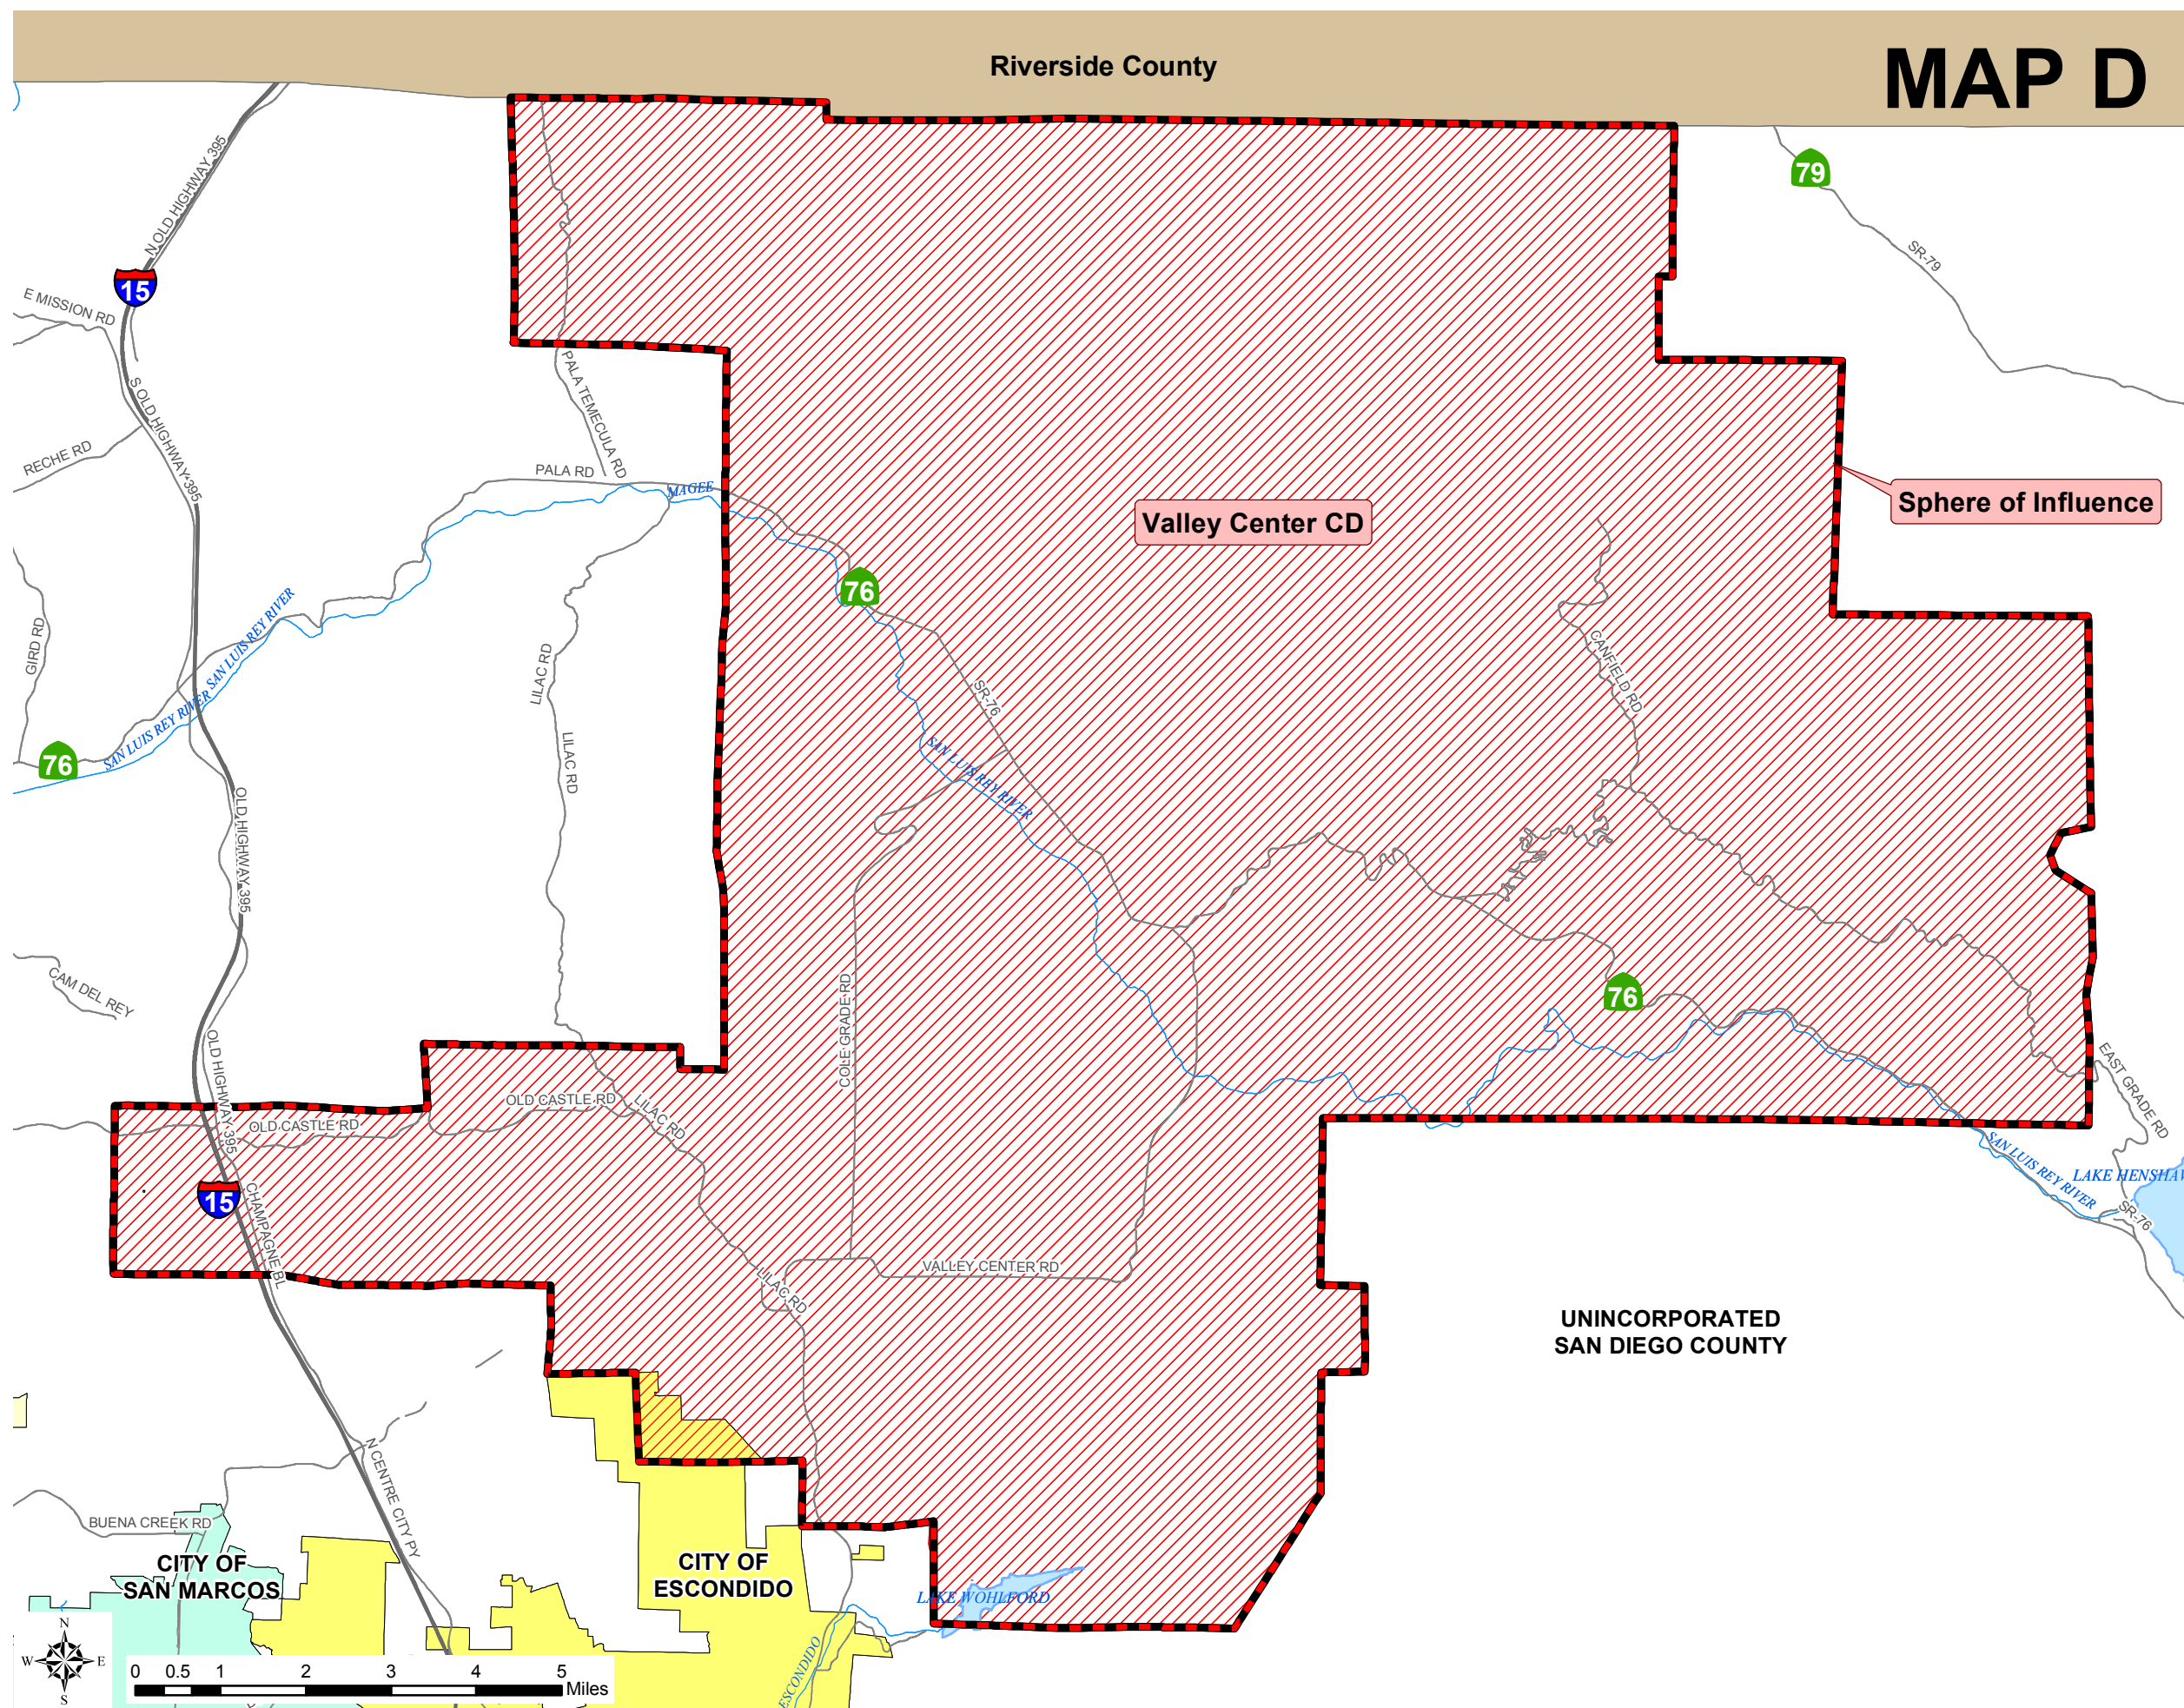 Riverside County
MAP D
79
SR-79
N OLD HIGHWAY 395
15
E MISSION RD
S OLD HIGHWAY 395
RECHE RD
PALA TEMECULA RD
PALA RD
MAGEE
Valley Center CD
Sphere of Influence
76
SAN LUIS REY RIVER
SAN LUIS REY RIVER
GIRD RD
LILAC RD
LILAC RD
CANFIELD RD
SR-76
SAN LUIS REY RIVER
76
OLD HIGHWAY 395
CAM DEL REY
COLE GRADE RD
76
OLD HIGHWAY 395
OLD CASTLE RD
OLD CASTLE RD
LILAC RD
EAST GRADE RD
SAN LUIS REY RIVER
LAKE HENSHAW
SR-76
15
CHAMPAGNE BL
LILAC RD
VALLEY CENTER RD
UNINCORPORATED
SAN DIEGO COUNTY
N CENTRE CITY PY
BUENA CREEK RD
CITY OF
SAN MARCOS
CITY OF
ESCONDIDO
LAKE WOHLFORD
ESCONDIDO
N
W
E
S
0 0.5 1 2 3 4 5
Miles